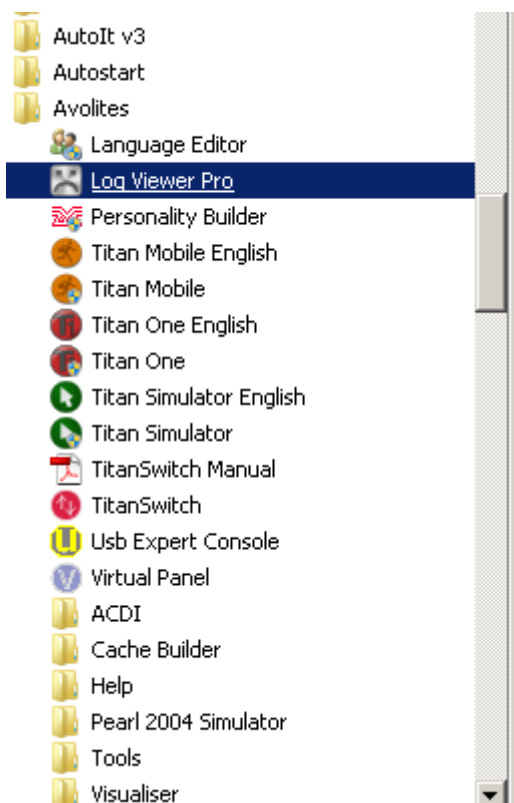 AutoIt v3
Autostart
Avolites
Language Editor
Log Viewer Pro
Personality Builder
Titan Mobile English
Titan Mobile
Titan One English
Titan One
Titan Simulator English
Titan Simulator
TitanSwitch Manual
TitanSwitch
Usb Expert Console
Virtual Panel
ACDI
Cache Builder
Help
Pearl 2004 Simulator
Tools
Visualiser